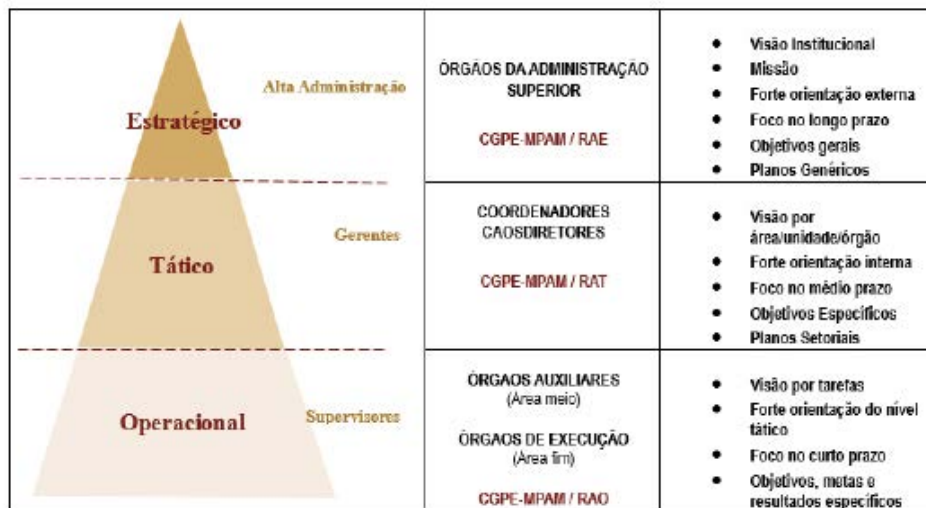 Alta Administração
Estratégico
ÓRGÃOS DA ADMINISTRAÇÃO
SUPERIOR
CGPE-MPAM / RAE
● Visão Institucional
● Missão
● Forte orientação externa
● Foco no longo prazo
● Objetivos gerais
● Planos Genéricos
Gerentes
Tático
COORDENADORES
CAOSDIRETORES
CGPE-MPAM / RAT
● Visão por
área/unidade/órgão
● Forte orientação interna
● Foco no médio prazo
● Objetivos Específicos
● Planos Setoriais
Operacional
Supervisores
ÓRGAOS AUXILIARES
(Area meio)
ÓRGAOS DE EXECUÇÃO
(Area fim)
CGPE-MPAM / RAO
● Visão por tarefas
● Forte orientação do nível
tático
● Foco no curto prazo
● Objetivos, metas e
resultados específicos